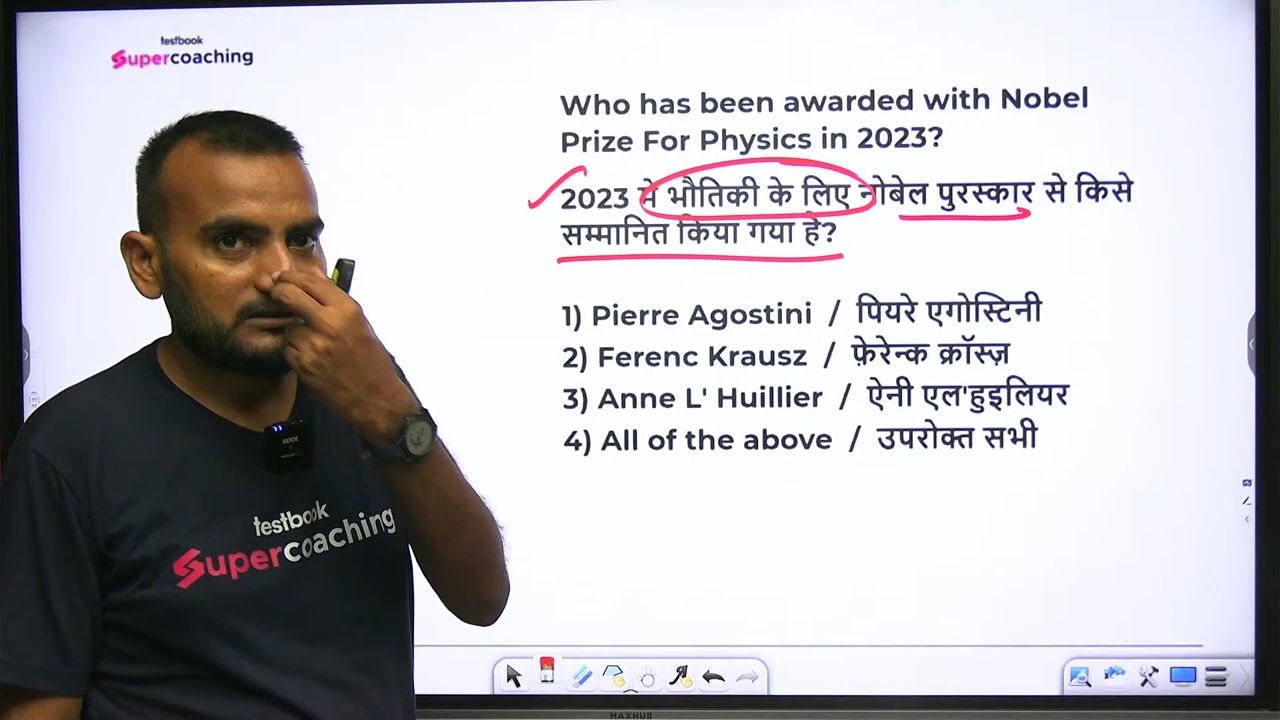 testbook
Supercoaching
Who has been awarded with Nobel
Prize For Physics in 2023?
2023 मे भौतिकी के लिए नोबेल पुरस्कार से किसे
सम्मानित किया गया है?
1) Pierre Agostini / पियरे एगोस्टिनी
2) Ferenc Krausz / फ़ेरेन्क क्रॉस्ज़
3) Anne L' Huillier / ऐनी एल'हुइलियर
4) All of the above / उपरोक्त सभी
RODE
testbook
Supercoaching
MAXHUB